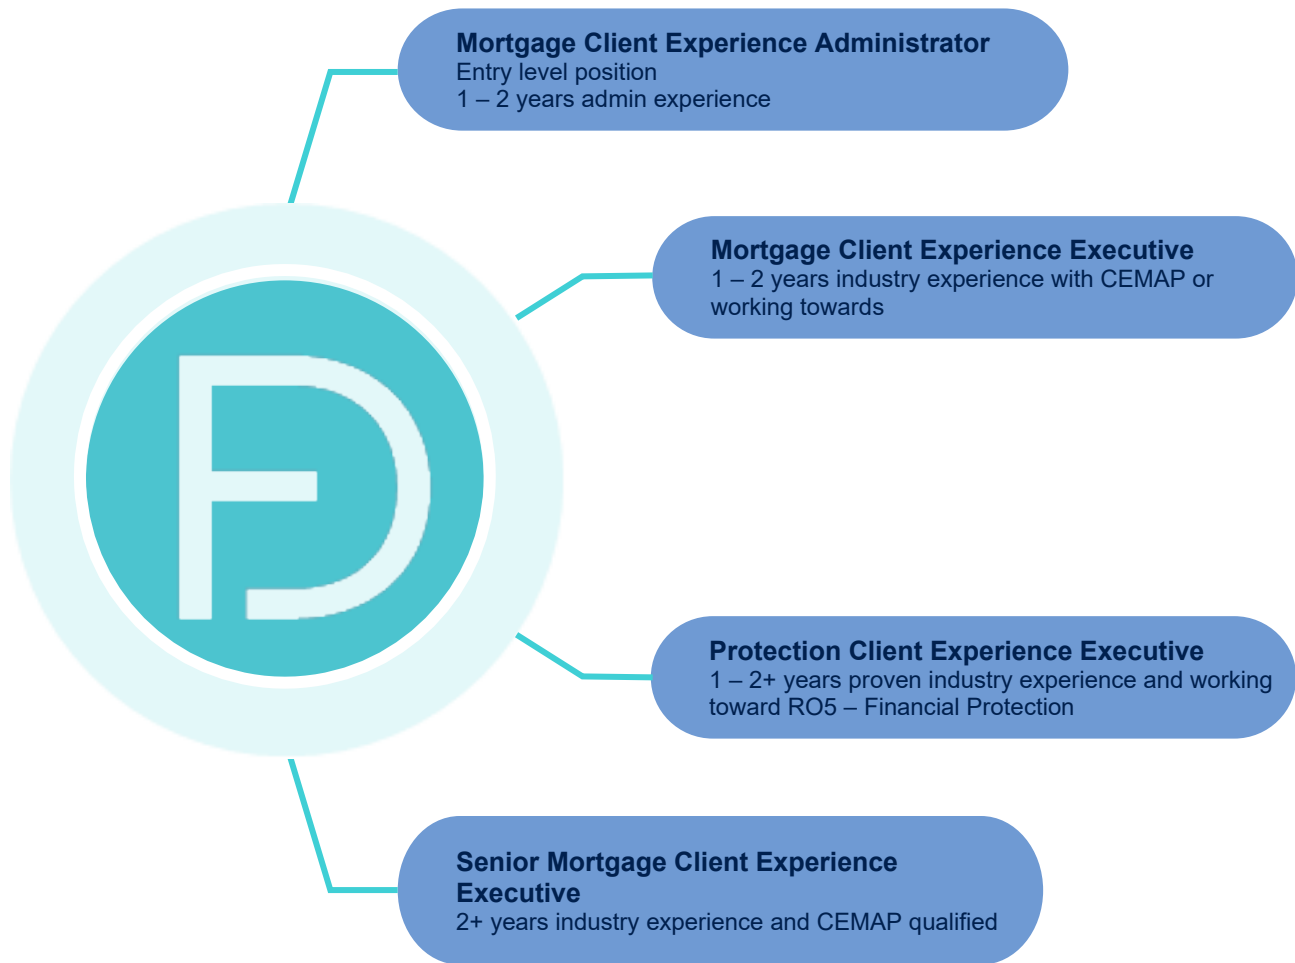 Mortgage Client Experience Administrator
Entry level position
1 – 2 years admin experience
Mortgage Client Experience Executive
1 – 2 years industry experience with CEMAP or
working towards
Protection Client Experience Executive
1 – 2+ years proven industry experience and working
toward RO5 – Financial Protection
Senior Mortgage Client Experience
Executive
2+ years industry experience and CEMAP qualified